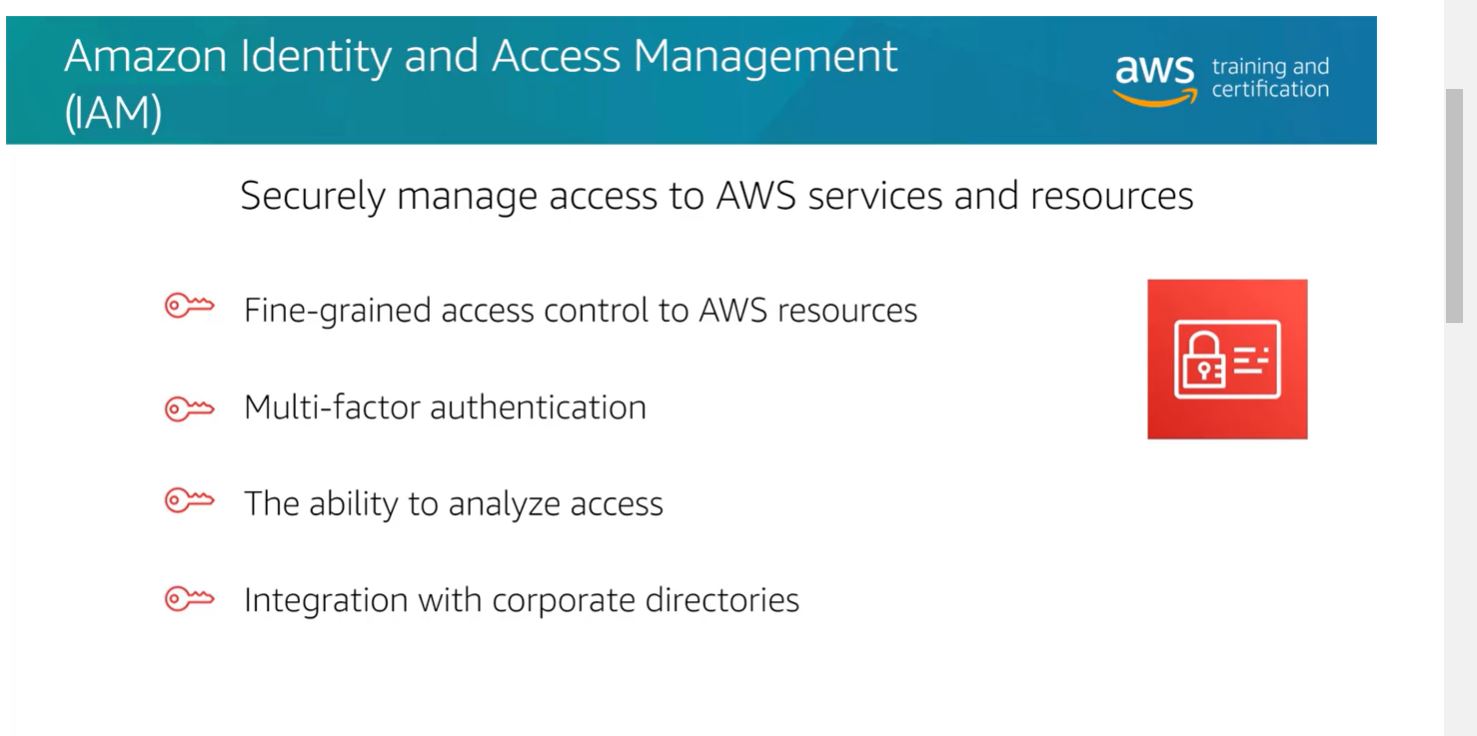 Amazon Identity and Access Management
(IAM)
aws training and
certification
Securely manage access to AWS services and resources
Fine-grained access control to AWS resources
Multi-factor authentication
The ability to analyze access
Integration with corporate directories